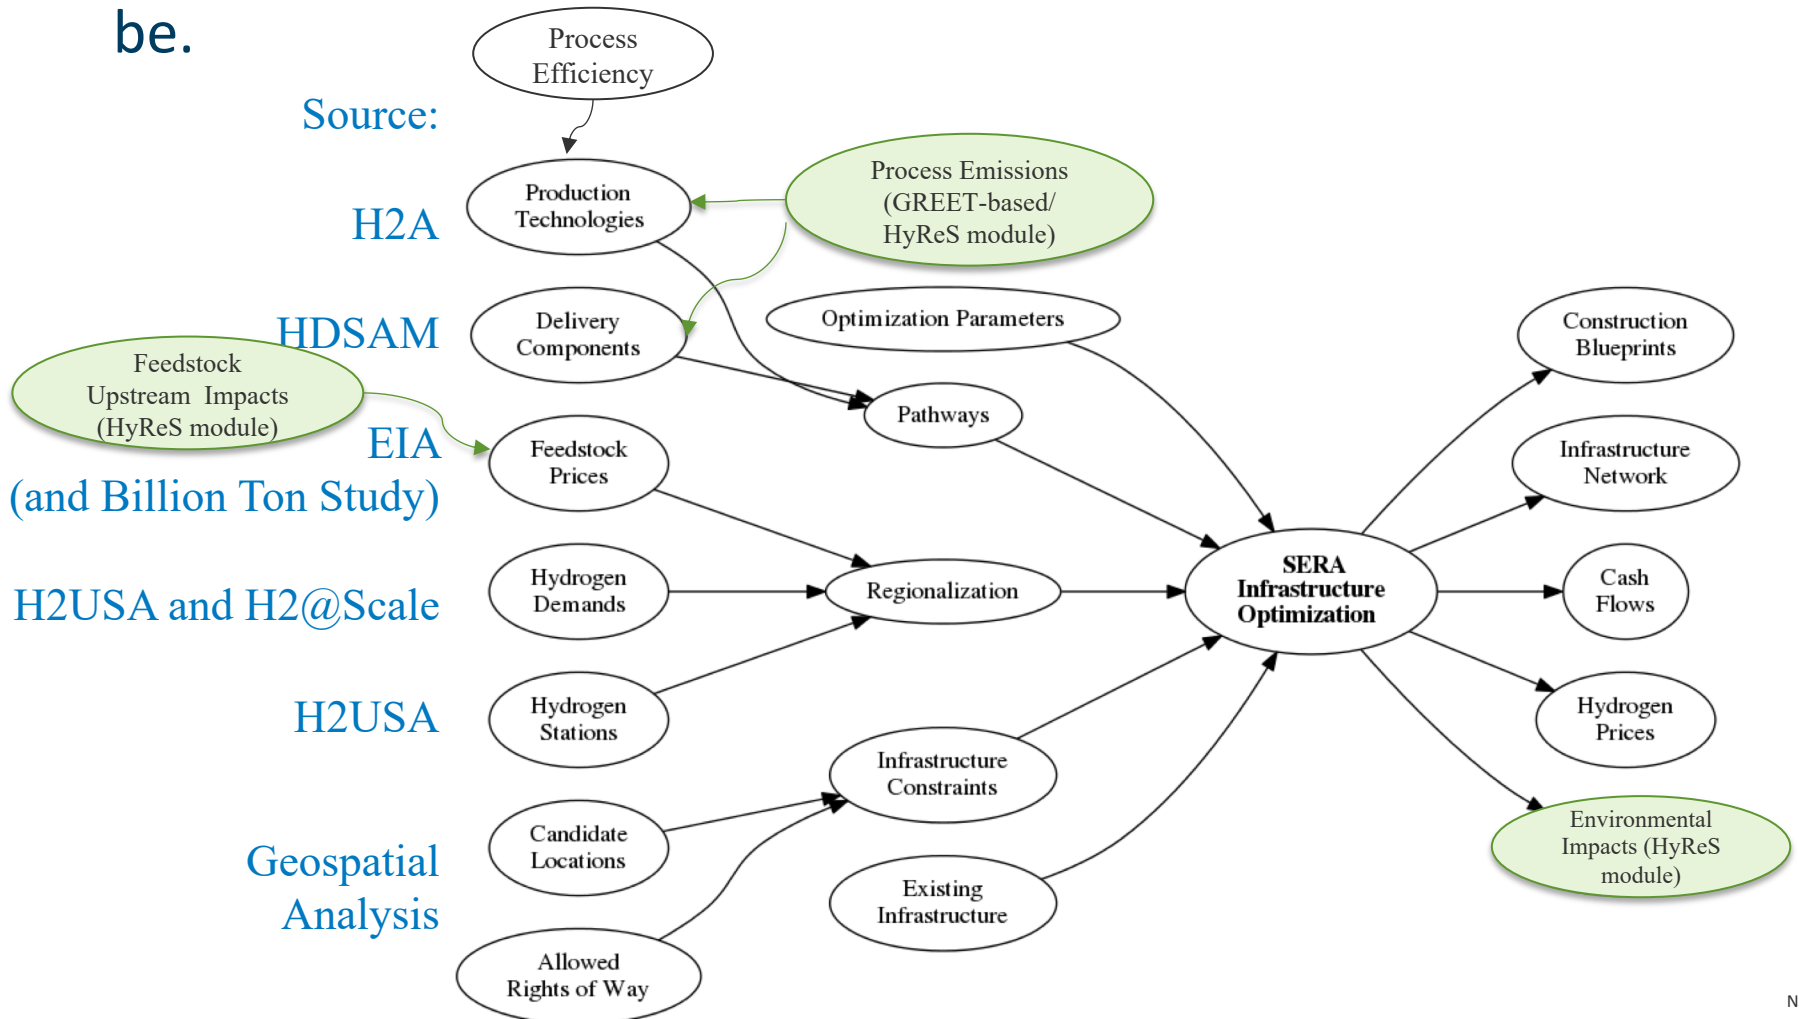 be.
Process
Efficiency
Source:
Production
Technologies
Process Emissions
(GREET-based/
HyReS module)
H2A
Delivery
Components
Optimization Parameters
Construction
Blueprints
HDSAM
Feedstock
Upstream Impacts
(HyReS module)
Pathways
EIA
(and Billion Ton Study)
Feedstock
Prices
Infrastructure
Network
H2USA and H2@Scale
Hydrogen
Demands
Regionalization
SERA
Infrastructure
Optimization
Cash
Flows
H2USA
Hydrogen
Stations
Hydrogen
Prices
Infrastructure
Constraints
Geospatial
Analysis
Candidate
Locations
Environmental
Impacts (HyReS
module)
Existing
Infrastructure
Allowed
Rights of Way
N